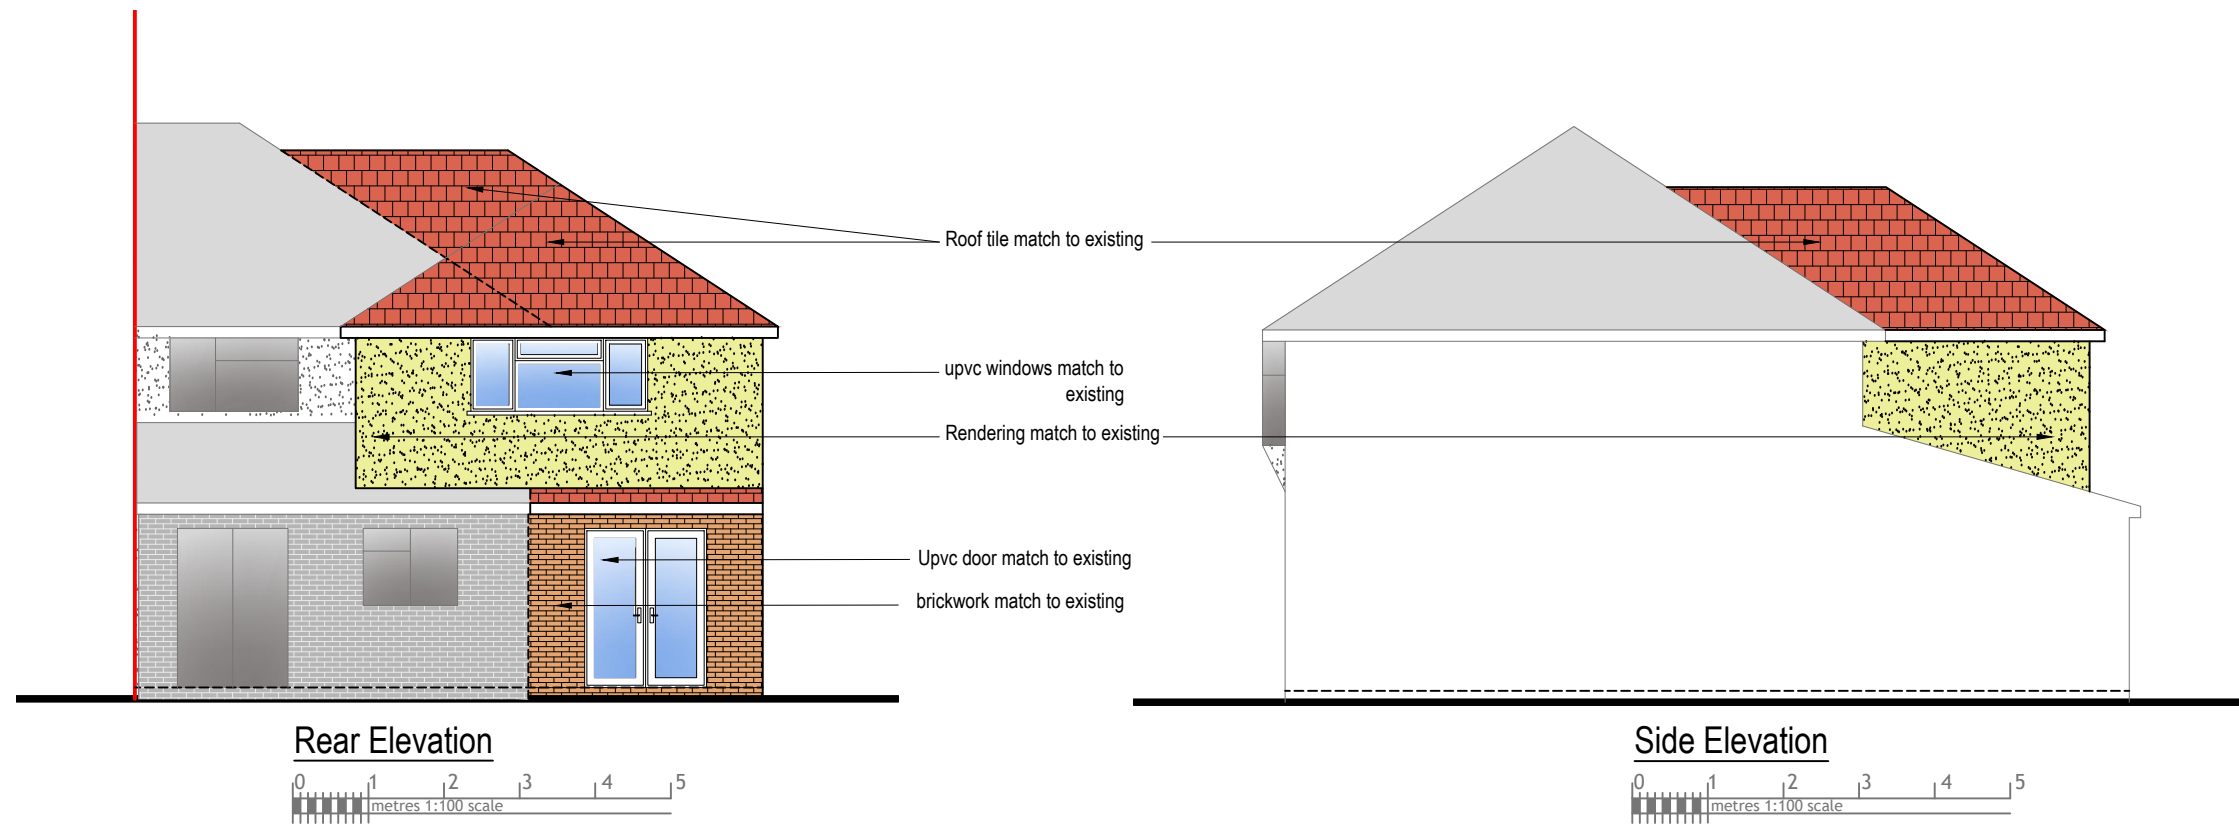 Roof tile match to existing
upvc windows match to
existing
Rendering match to existing
Upvc door match to existing
brickwork match to existing
Rear Elevation
0 1 2 3 4 5
metres 1:100 scale
Side Elevation
0 1 2 3 4 5
metres 1:100 scale